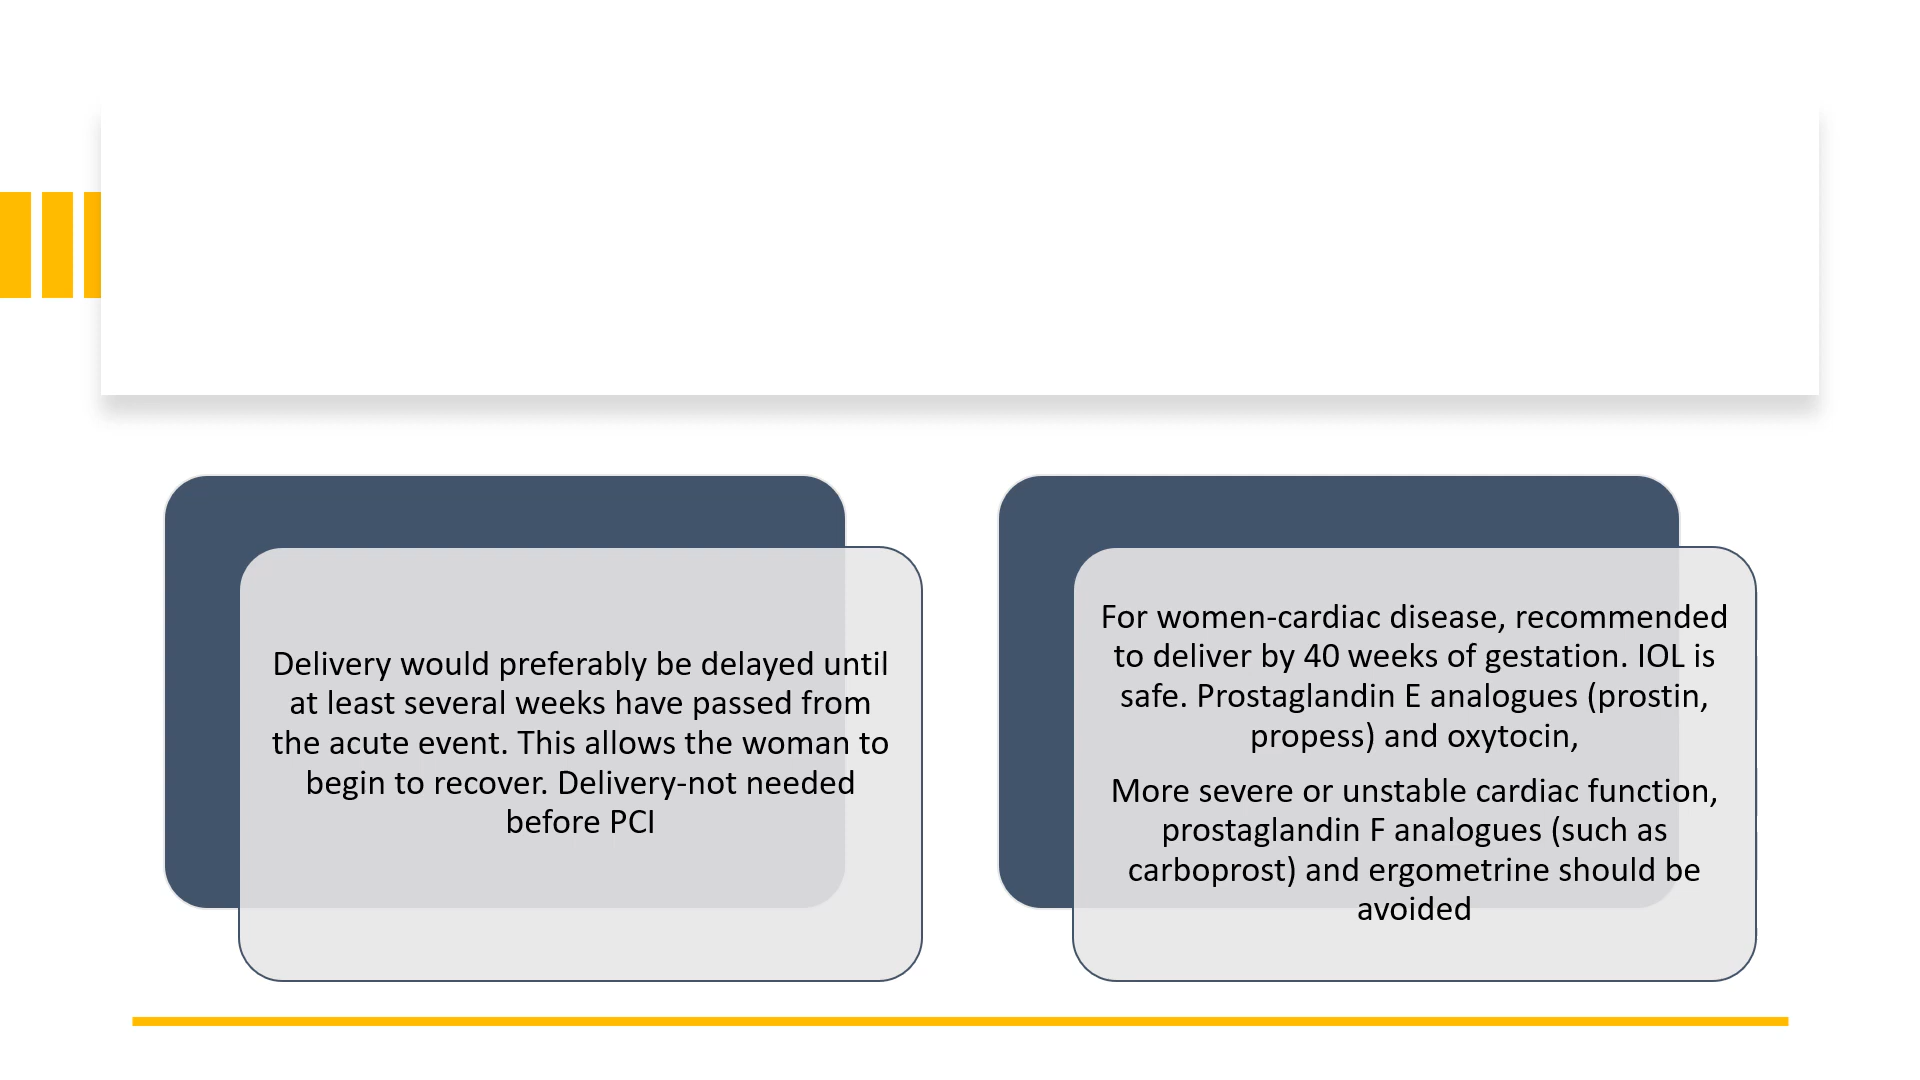 Delivery would preferably be delayed until
at least several weeks have passed from
the acute event. This allows the woman to
begin to recover. Delivery-not needed
before PCI
For women-cardiac disease, recommended
to deliver by 40 weeks of gestation. IOL is
safe. Prostaglandin E analogues (prostin,
propess) and oxytocin,
More severe or unstable cardiac function,
prostaglandin F analogues (such as
carboprost) and ergometrine should be
avoided